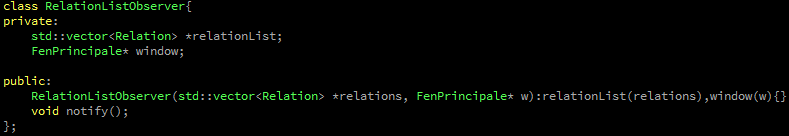 class RelationListObserver{
private:
    std::vector<Relation> *relationList;
    FenPrincipale* window;

public:
    RelationListObserver(std::vector<Relation> *relations, FenPrincipale* w):relationList(relations),window(w){}
    void notify();
};